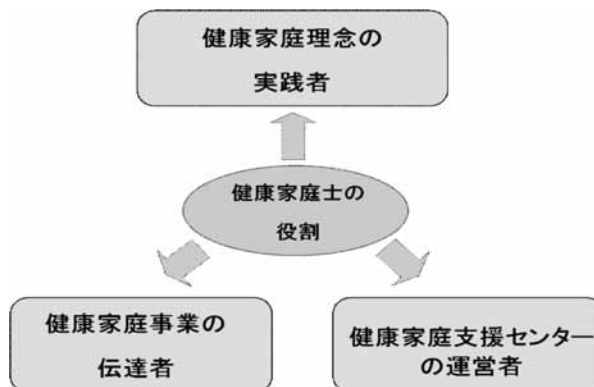 健康家庭理念の
実践者
健康家庭士の
役割
健康家庭事業の
伝達者
健康家庭支援センター
の運営者